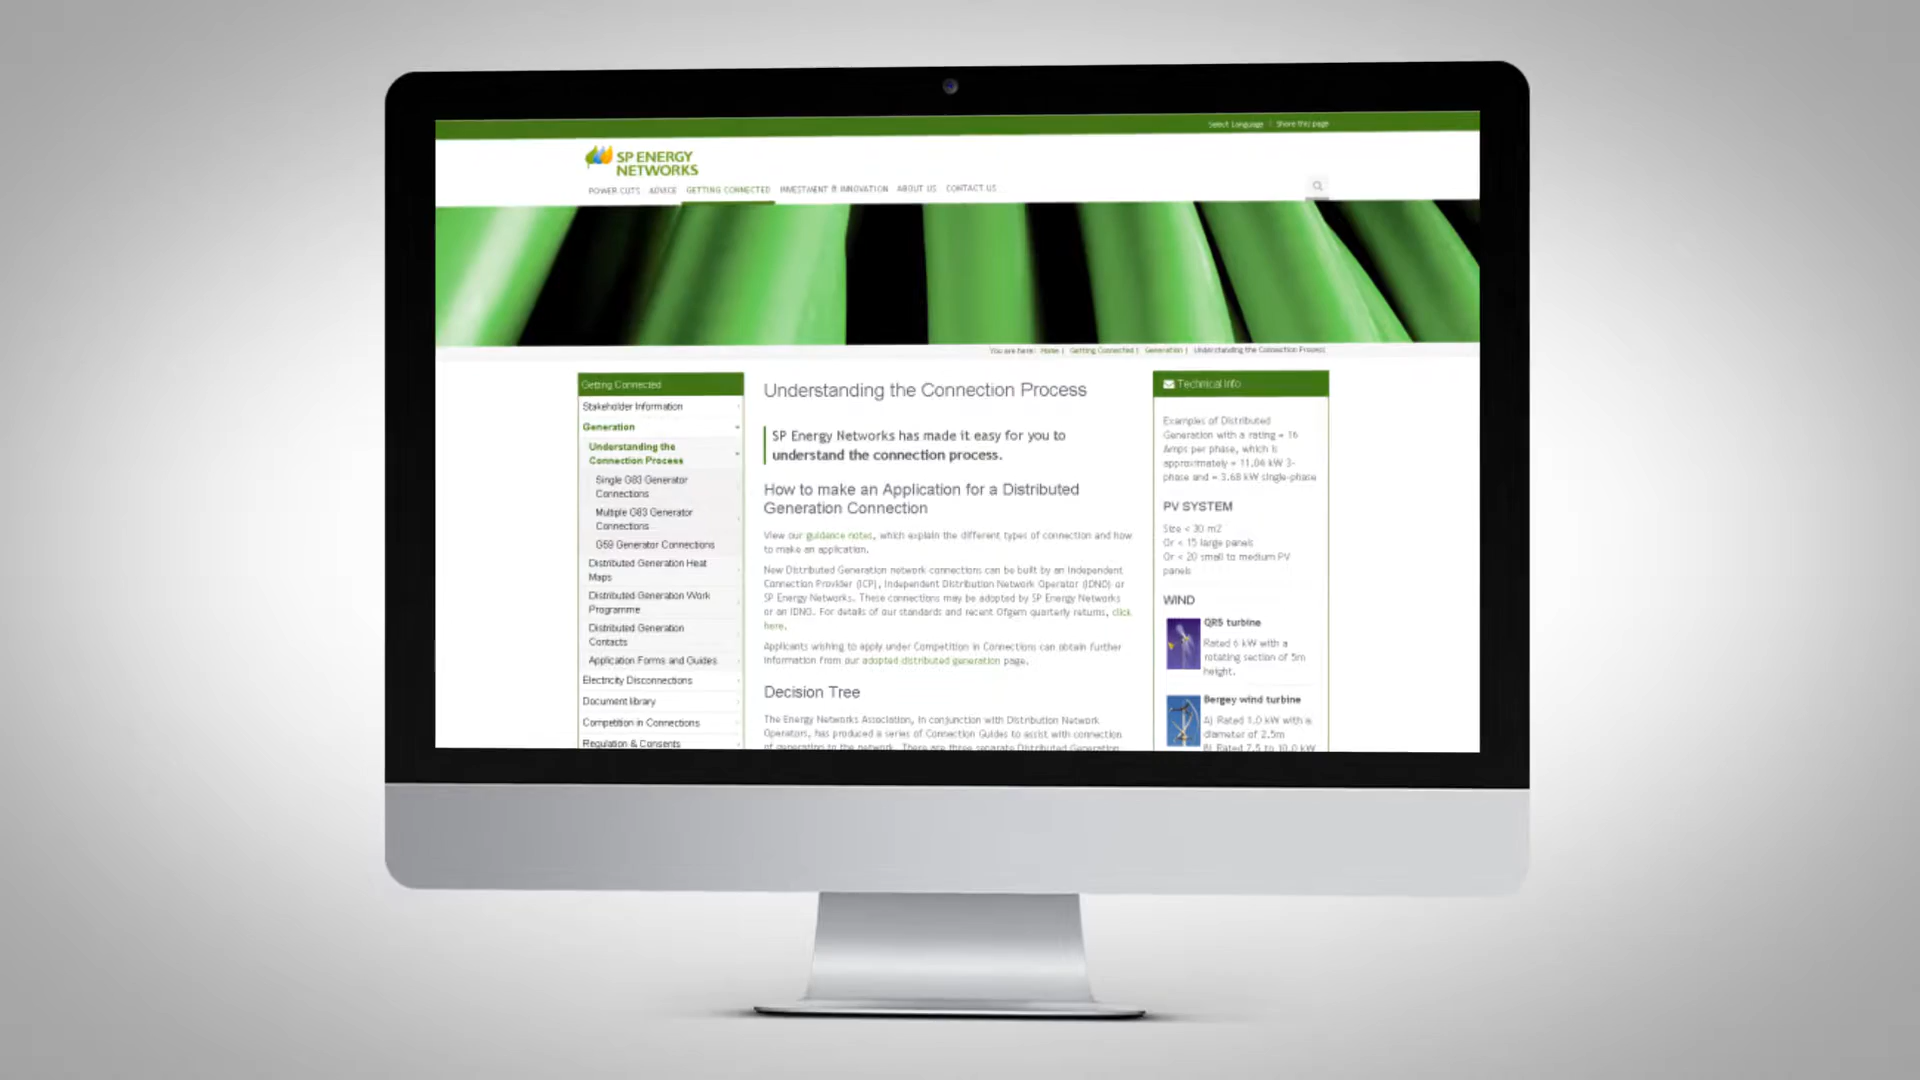 Select Language | Share this page
SP ENERGY
NETWORKS
POWER CUTS ADVICE GETTING CONNECTED INVESTMENT & INNOVATION ABOUT US CONTACT US
You are here: Home | Getting Connected | Generation | Understanding the Connection Process
Getting Connected
Stakeholder Information
Generation
Understanding the
Connection Process
Single G83 Generator
Connections
Multiple G83 Generator
Connections
G59 Generator Connections
Distributed Generation Heat
Maps
Distributed Generation Work
Programme
Distributed Generation
Contacts
Application Forms and Guides
Electricity Disconnections
Document library
Competition in Connections
Regulation & Consents
Understanding the Connection Process
SP Energy Networks has made it easy for you to
understand the connection process.
How to make an Application for a Distributed
Generation Connection
View our guidance notes, which explain the different types of connection and how
to make an application.
New Distributed Generation network connections can be built by an Independent
Connection Provider (ICP), Independent Distribution Network Operator (IDNO) or
SP Energy Networks. These connections may be adopted by SP Energy Networks
or an IDNO. For details of our standards and recent Ofgem quarterly returns, click
here.
Applicants wishing to apply under Competition in Connections can obtain further
information from our adopted distributed generation page.
Decision Tree
The Energy Networks Association, in conjunction with Distribution Network
Operators, has produced a series of Connection Guides to assist with connection
of generation to the network. There are three separate Distributed Generation
Technical Info
Examples of Distributed
Generation with a rating = 16
Amps per phase, which is
approximately = 11.04 kW 3-
phase and = 3.68 kW single-phase
PV SYSTEM
Size < 30 m2
Or < 15 large panels
Or < 20 small to medium PV
panels
WIND
QR5 turbine
Rated 6 kW with a
rotating section of 5m
height.
Bergey wind turbine
A) Rated 1.0 kW with a
diameter of 2.5m
B) Rated 7.5 to 10.0 kW